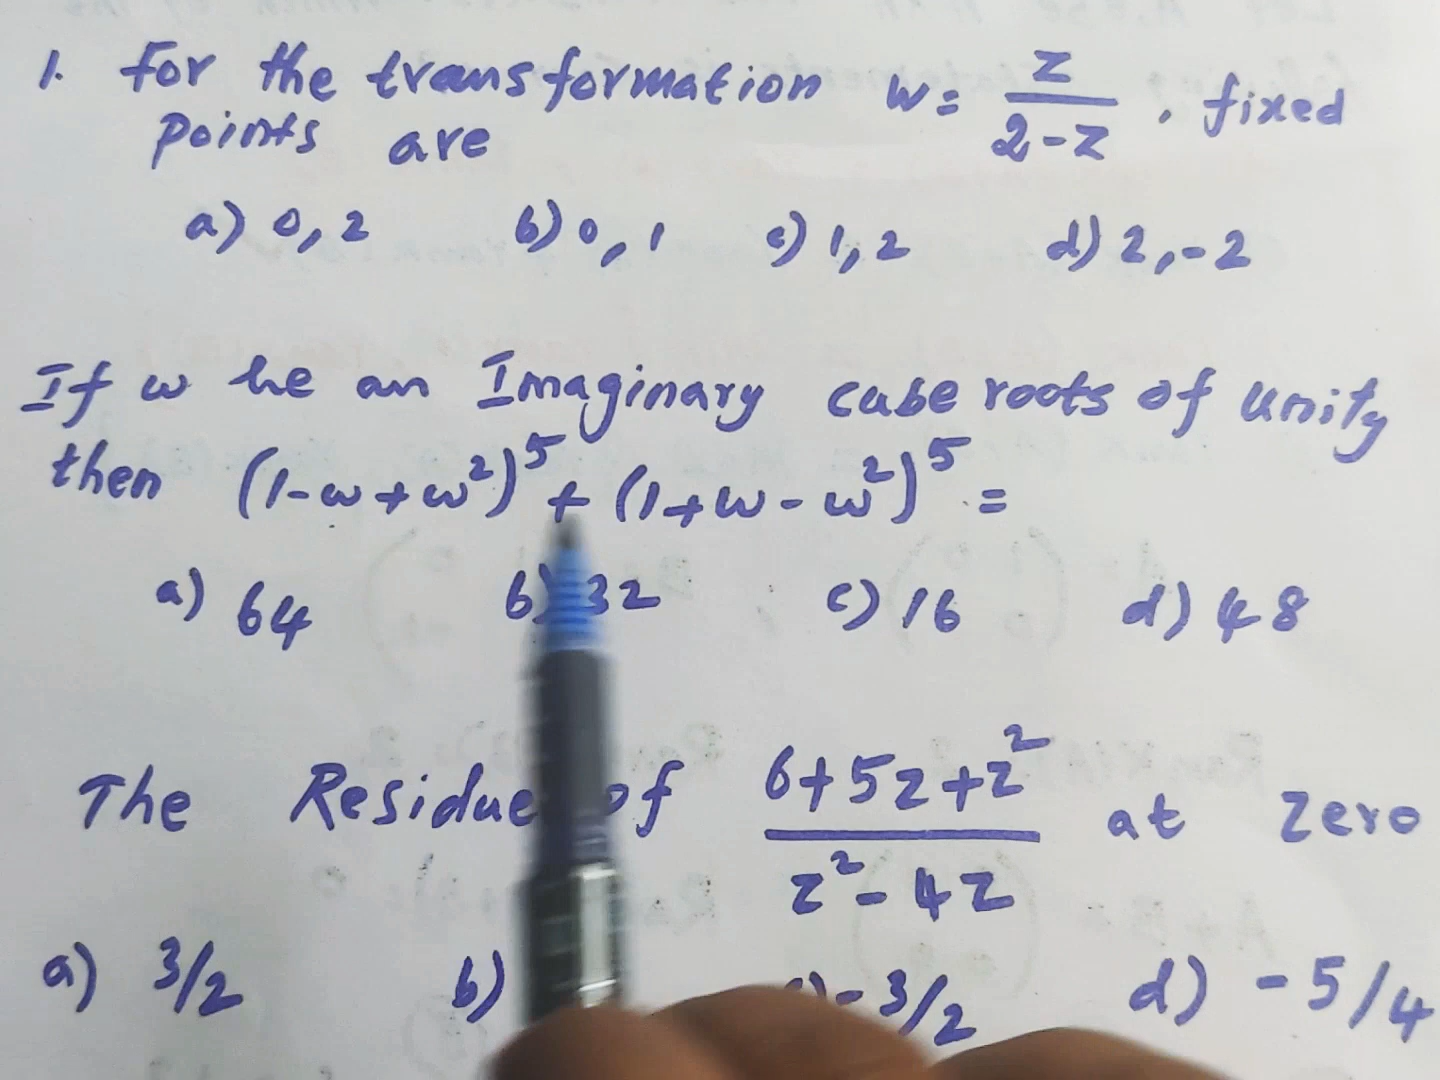 1. For the transformation w = z/(2-z), fixed
points are
a) 0, 2 b) 0, 1 c) 1, 2 d) 2, -2
If ω be an Imaginary cube roots of unity
then (1-ω+ω²)⁵ + (1+ω-ω²)⁵ =
a) 64 b) 32 c) 16 d) 48
The Residue of (6+5z+z²)/(z²-4z) at zero
a) 3/2 b) -3/2 d) -5/4